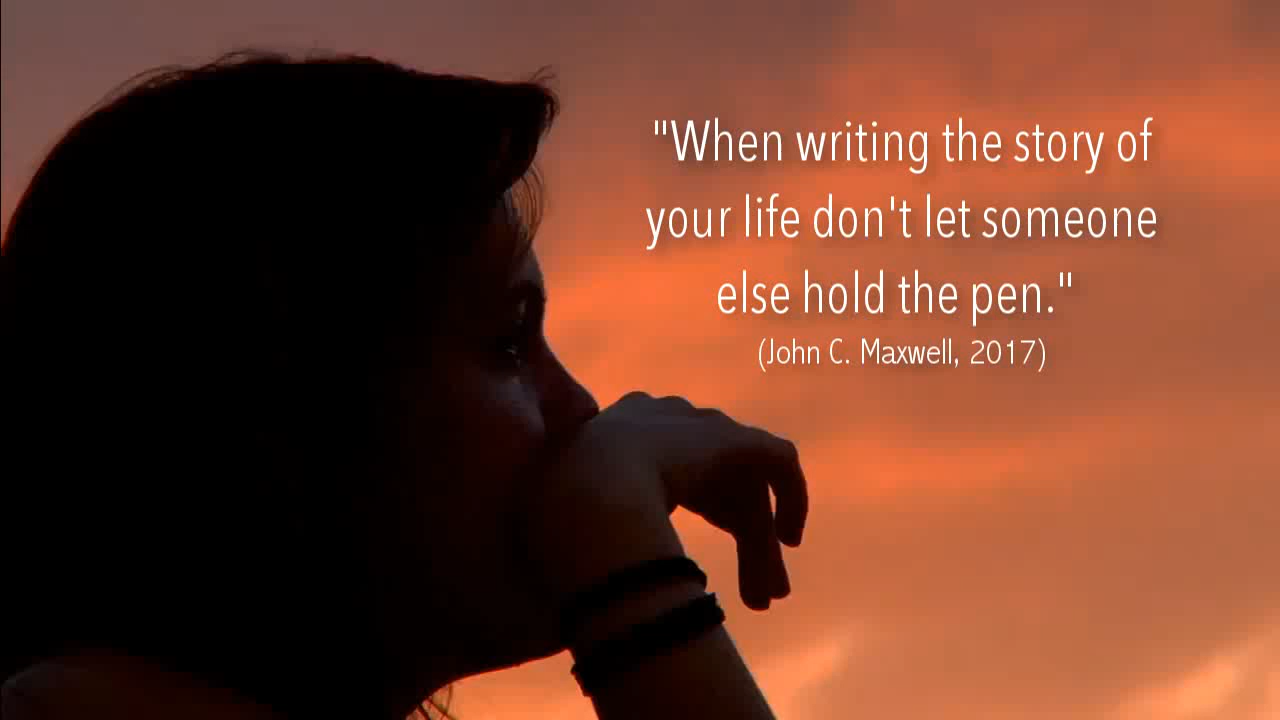 "When writing the story of
your life don't let someone
else hold the pen."
(John C. Maxwell, 2017)